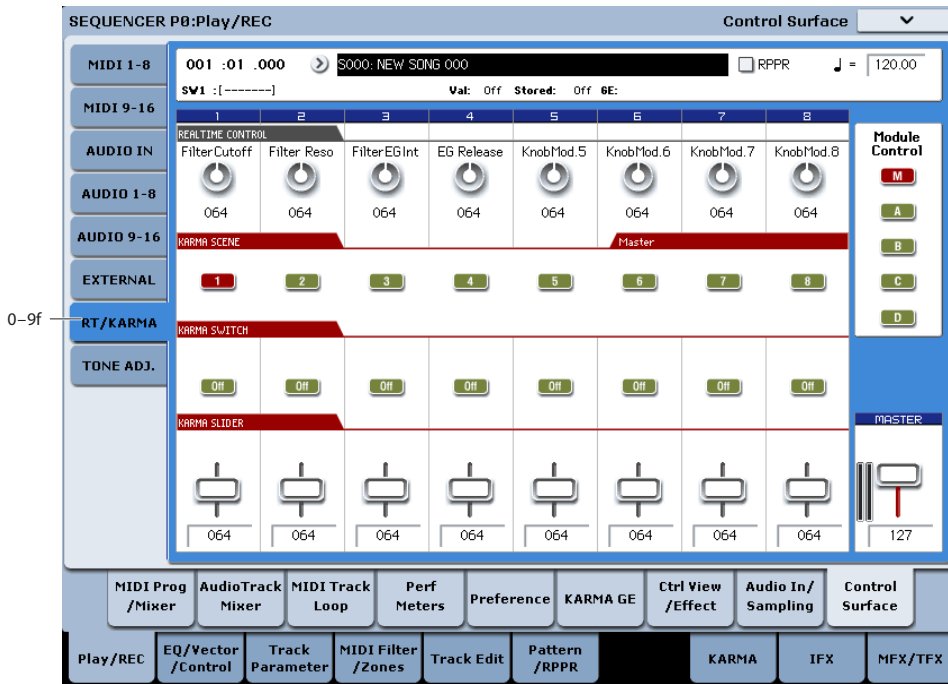 SEQUENCER P0:Play/REC Control Surface
MIDI 1-8
MIDI 9-16
AUDIO IN
AUDIO 1-8
AUDIO 9-16
EXTERNAL
RT/KARMA
TONE ADJ.
0–9f
001 :01 .000 S000: NEW SONG 000 RPPR ♩ = 120.00
SW1 :[-------] Val: Off Stored: Off GE:
1 2 3 4 5 6 7 8
REALTIME CONTROL
FilterCutoff Filter Reso FilterEGInt EG Release KnobMod.5 KnobMod.6 KnobMod.7 KnobMod.8
064 064 064 064 064 064 064 064
KARMA SCENE Master
1 2 3 4 5 6 7 8
KARMA SWITCH
Off Off Off Off Off Off Off Off
KARMA SLIDER
064 064 064 064 064 064 064 064
Module
Control
M
A
B
C
D
MASTER
127
MIDI Prog
/Mixer
AudioTrack
Mixer
MIDI Track
Loop
Perf
Meters
Preference
KARMA GE
Ctrl View
/Effect
Audio In/
Sampling
Control
Surface
Play/REC
EQ/Vector
/Control
Track
Parameter
MIDI Filter
/Zones
Track Edit
Pattern
/RPPR
KARMA
IFX
MFX/TFX